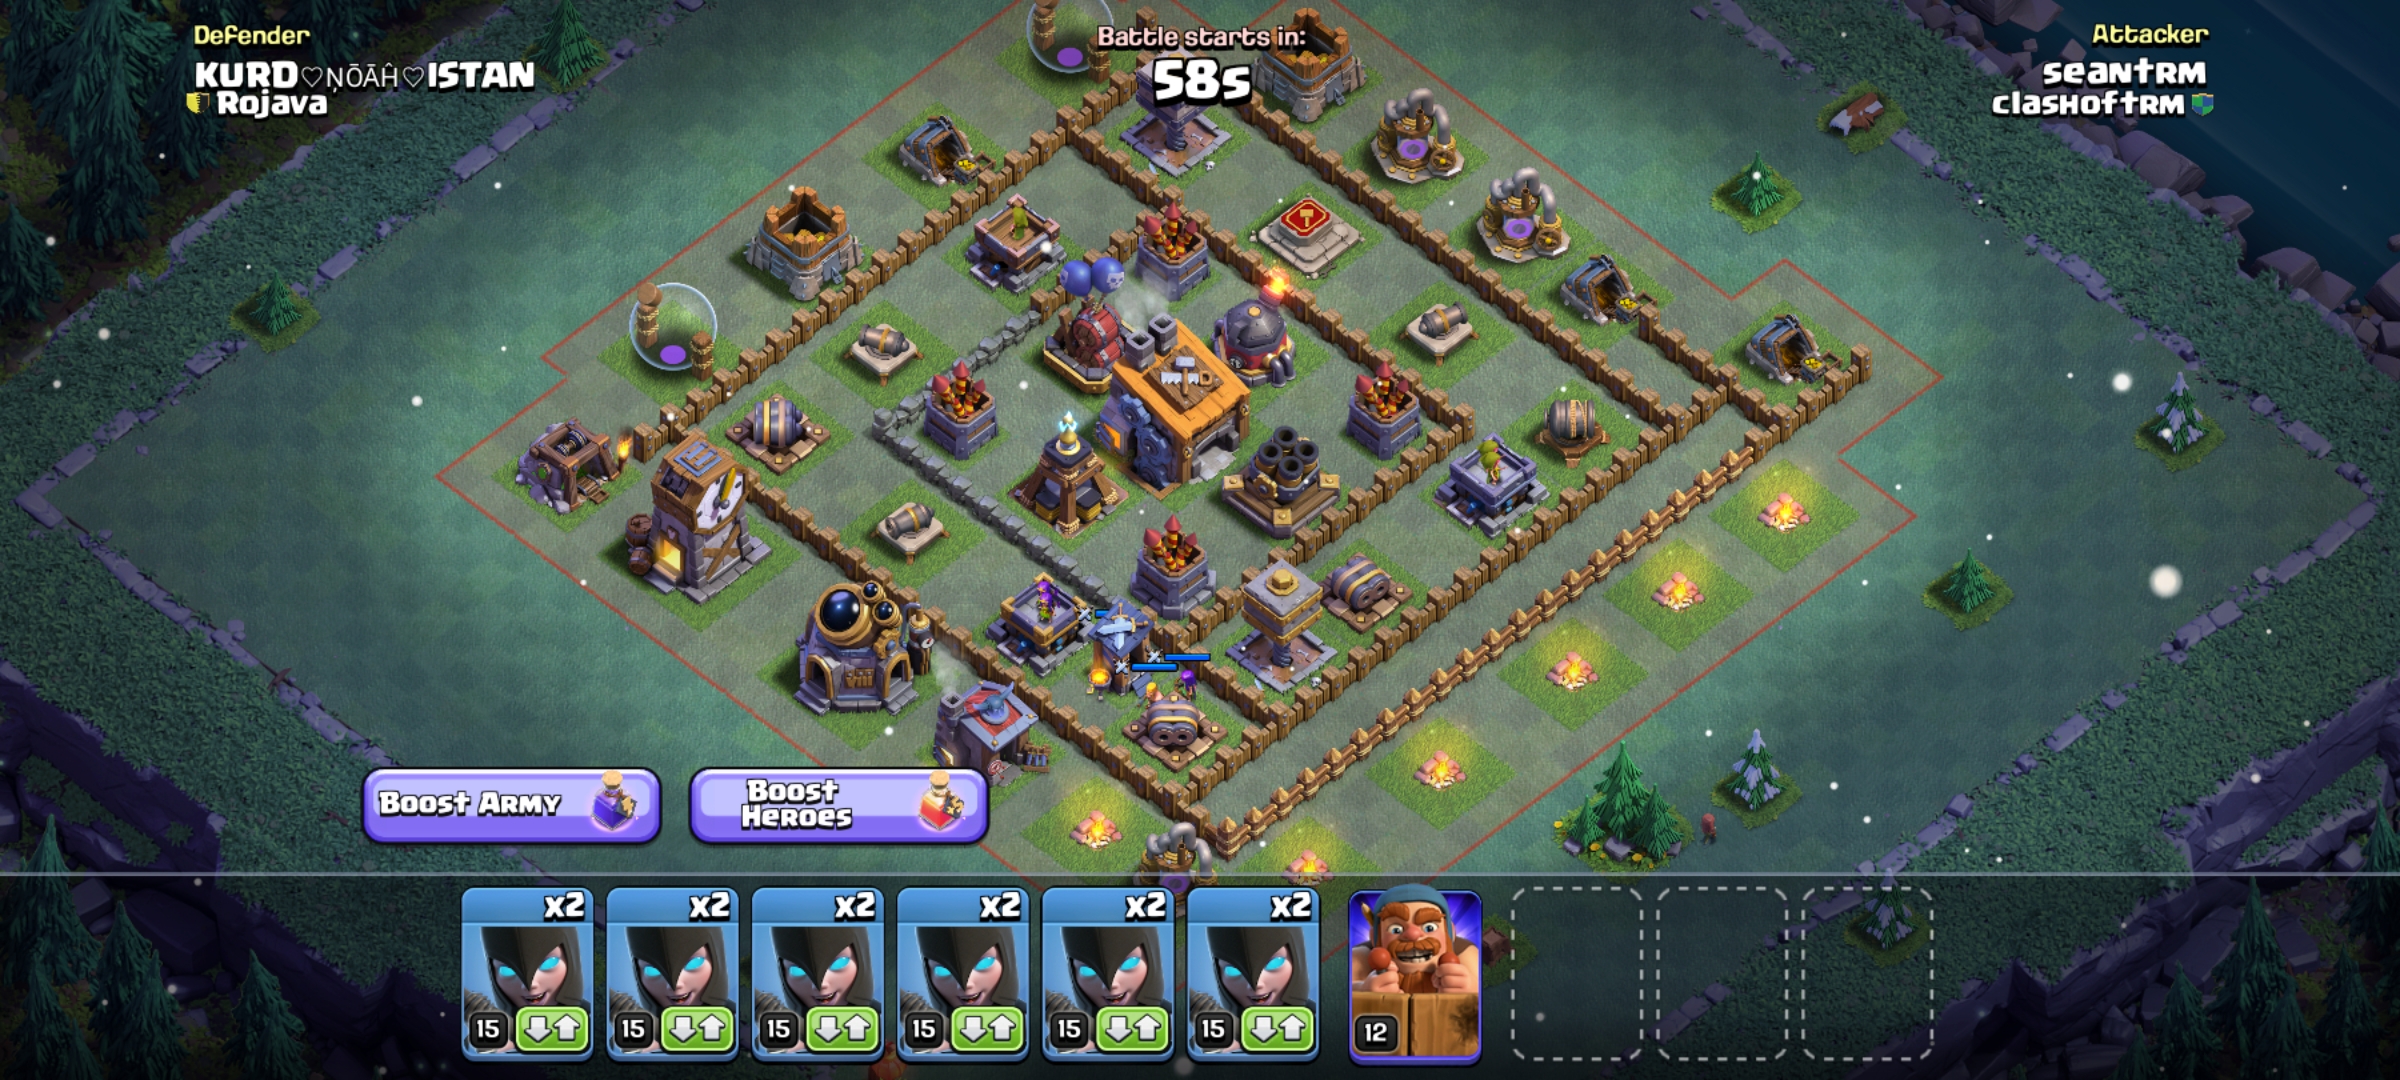 Defender
KURD♡ŅŌĀĤ♡ISTAN
Rojava
Battle starts in:
58s
Attacker
seantRM
clashoftRM
Boost Army
Boost
Heroes
x2
x2
x2
x2
x2
x2
15
15
15
15
15
15
12
VIII